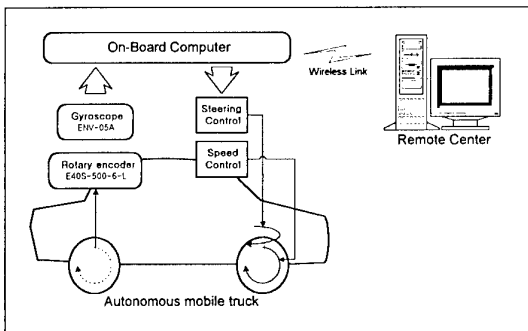 On-Board Computer
Wireless Link
Gyroscope
ENV-05A
Steering
Control
Remote Center
Rotary encoder
E40S-500-6-L
Speed
Control
Autonomous mobile truck